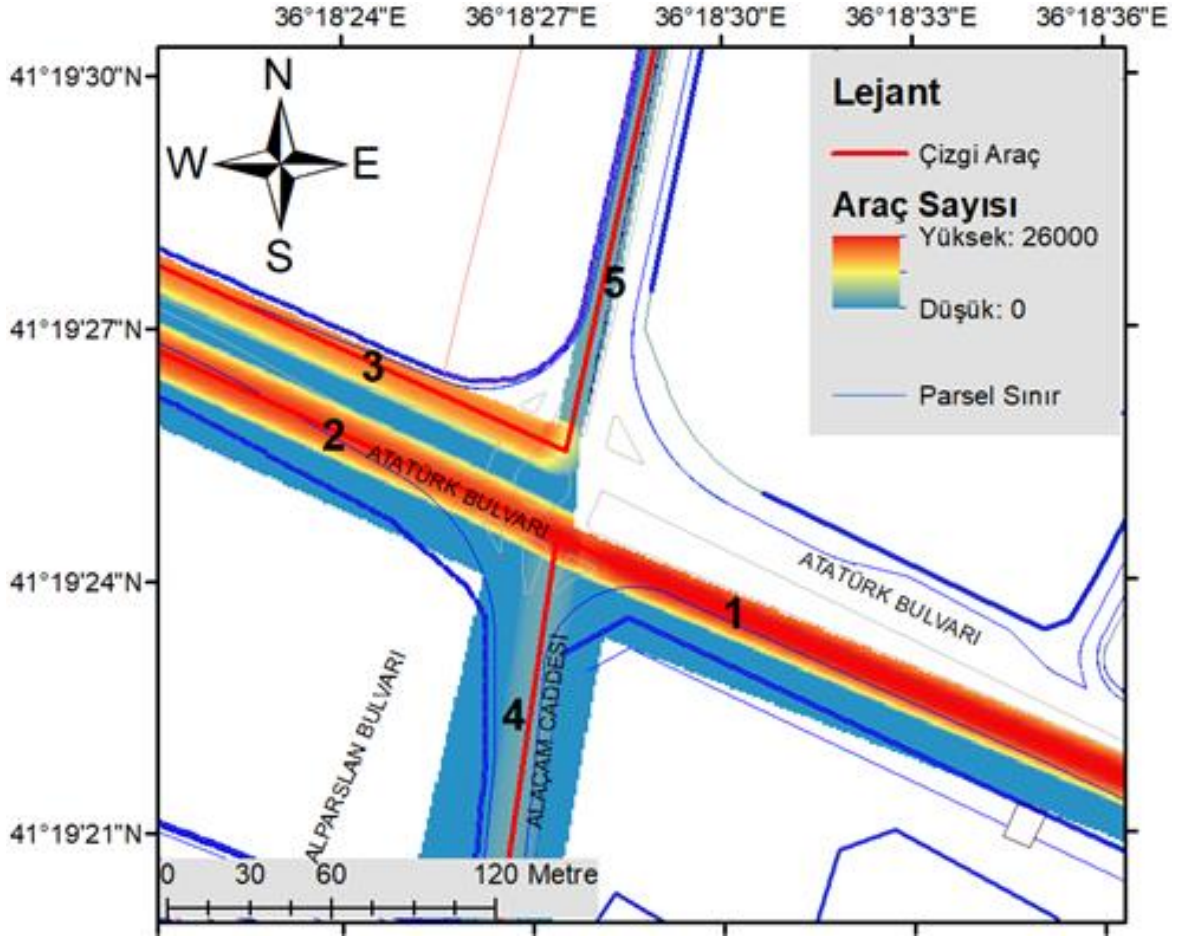 36°18'24"E 36°18'27"E 36°18'30"E 36°18'33"E 36°18'36"E
41°19'30"N
41°19'27"N
41°19'24"N
41°19'21"N
N
W E
S
Lejant
Çizgi Araç
Araç Sayısı
Yüksek: 26000
Düşük: 0
Parsel Sınır
5
3
2
ATATÜRK BULVARI
ATATÜRK BULVARI
1
4
ALAÇAM CADDESİ
ALPARSLAN BULVARI
0 30 60 120 Metre